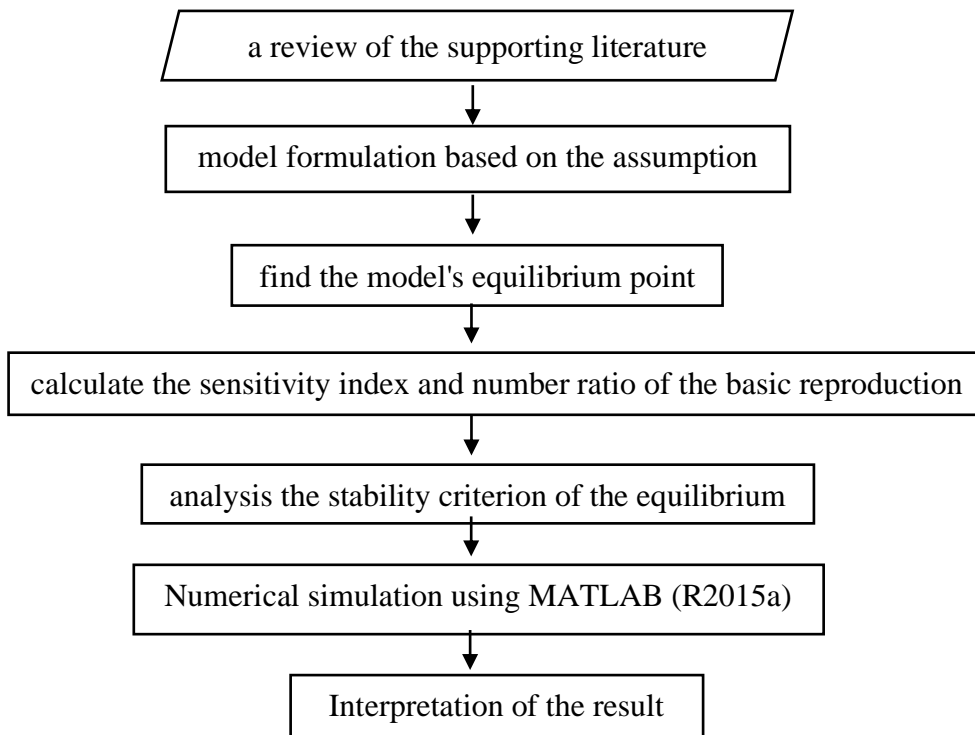 a review of the supporting literature
model formulation based on the assumption
find the model's equilibrium point
calculate the sensitivity index and number ratio of the basic reproduction
analysis the stability criterion of the equilibrium
Numerical simulation using MATLAB (R2015a)
Interpretation of the result